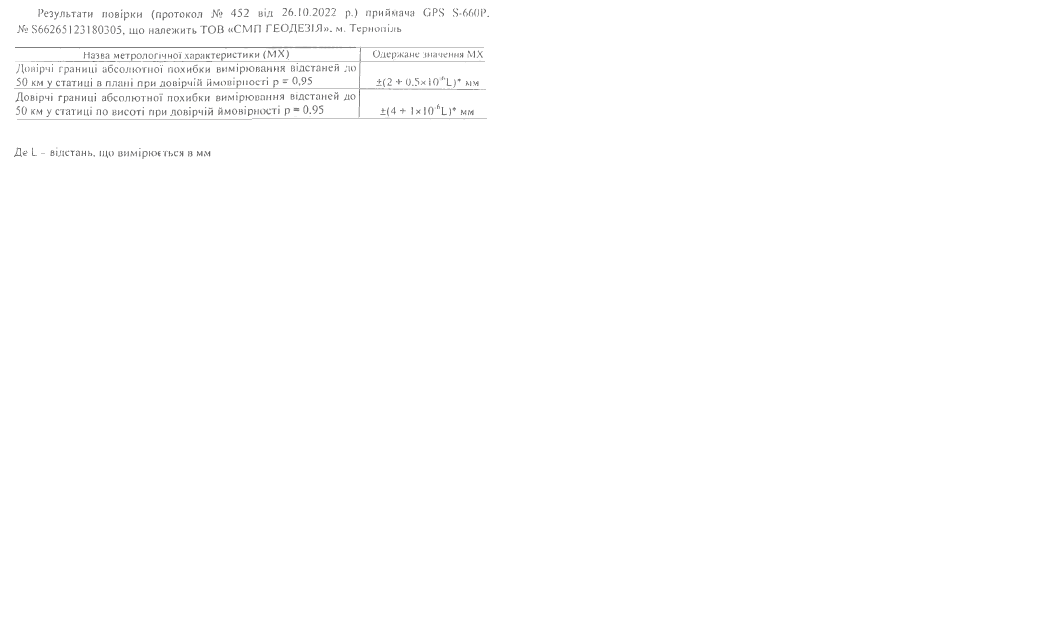 Результати повірки (протокол № 452 від 26.10.2022 р.) приймача GPS S-660P,
№ S66265123180305, що належить ТОВ «СМП ГЕОДЕЗІЯ», м. Тернопіль
Назва метрологічної характеристики (МХ) Одержане значення МХ
Довірчі границі абсолютної похибки вимірювання відстаней до
50 км у статиці в плані при довірчій ймовірності р = 0,95 ±(2 + 0,5×10⁻⁶L)* мм
Довірчі границі абсолютної похибки вимірювання відстаней до
50 км у статиці по висоті при довірчій ймовірності р = 0,95 ±(4 + 1×10⁻⁶L)* мм
Де L – відстань, що вимірюється в мм